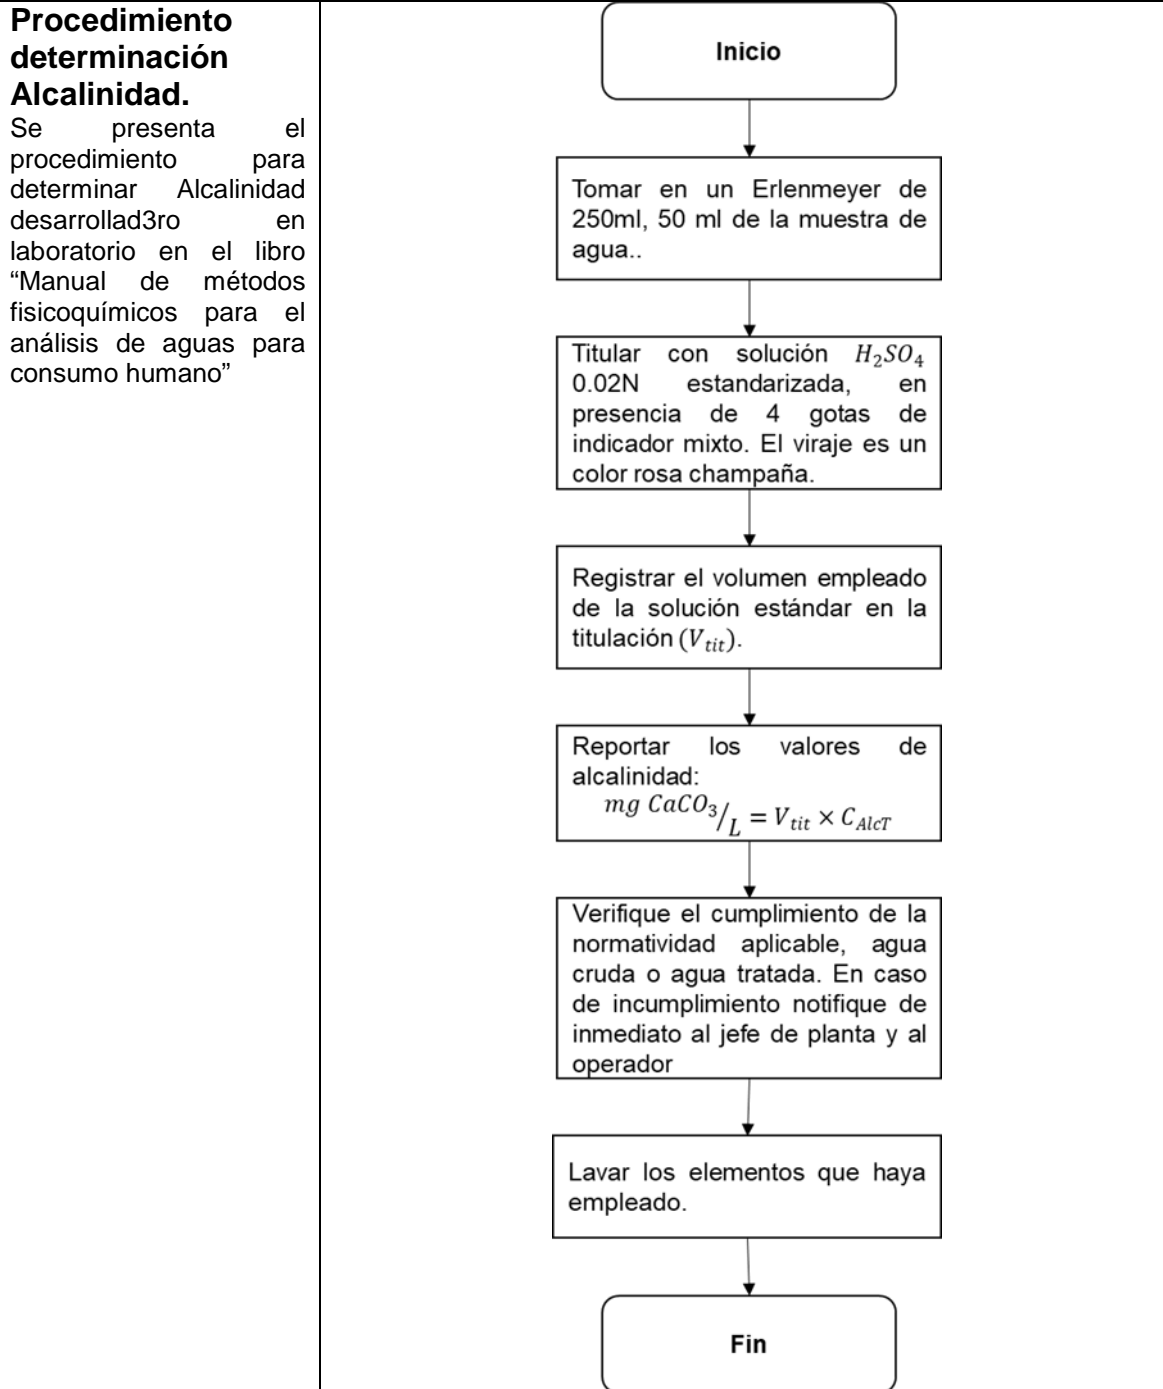 Procedimiento
determinación
Alcalinidad.
Se presenta el
procedimiento para
determinar Alcalinidad
desarrollad3ro en
laboratorio en el libro
“Manual de métodos
fisicoquímicos para el
análisis de aguas para
consumo humano”
Inicio
Tomar en un Erlenmeyer de
250ml, 50 ml de la muestra de
agua..
Titular con solución H₂SO₄
0.02N estandarizada, en
presencia de 4 gotas de
indicador mixto. El viraje es un
color rosa champaña.
Registrar el volumen empleado
de la solución estándar en la
titulación (V_tit).
Reportar los valores de
alcalinidad:
mg CaCO₃/L = V_tit × C_AlcT
Verifique el cumplimiento de la
normatividad aplicable, agua
cruda o agua tratada. En caso
de incumplimiento notifique de
inmediato al jefe de planta y al
operador
Lavar los elementos que haya
empleado.
Fin